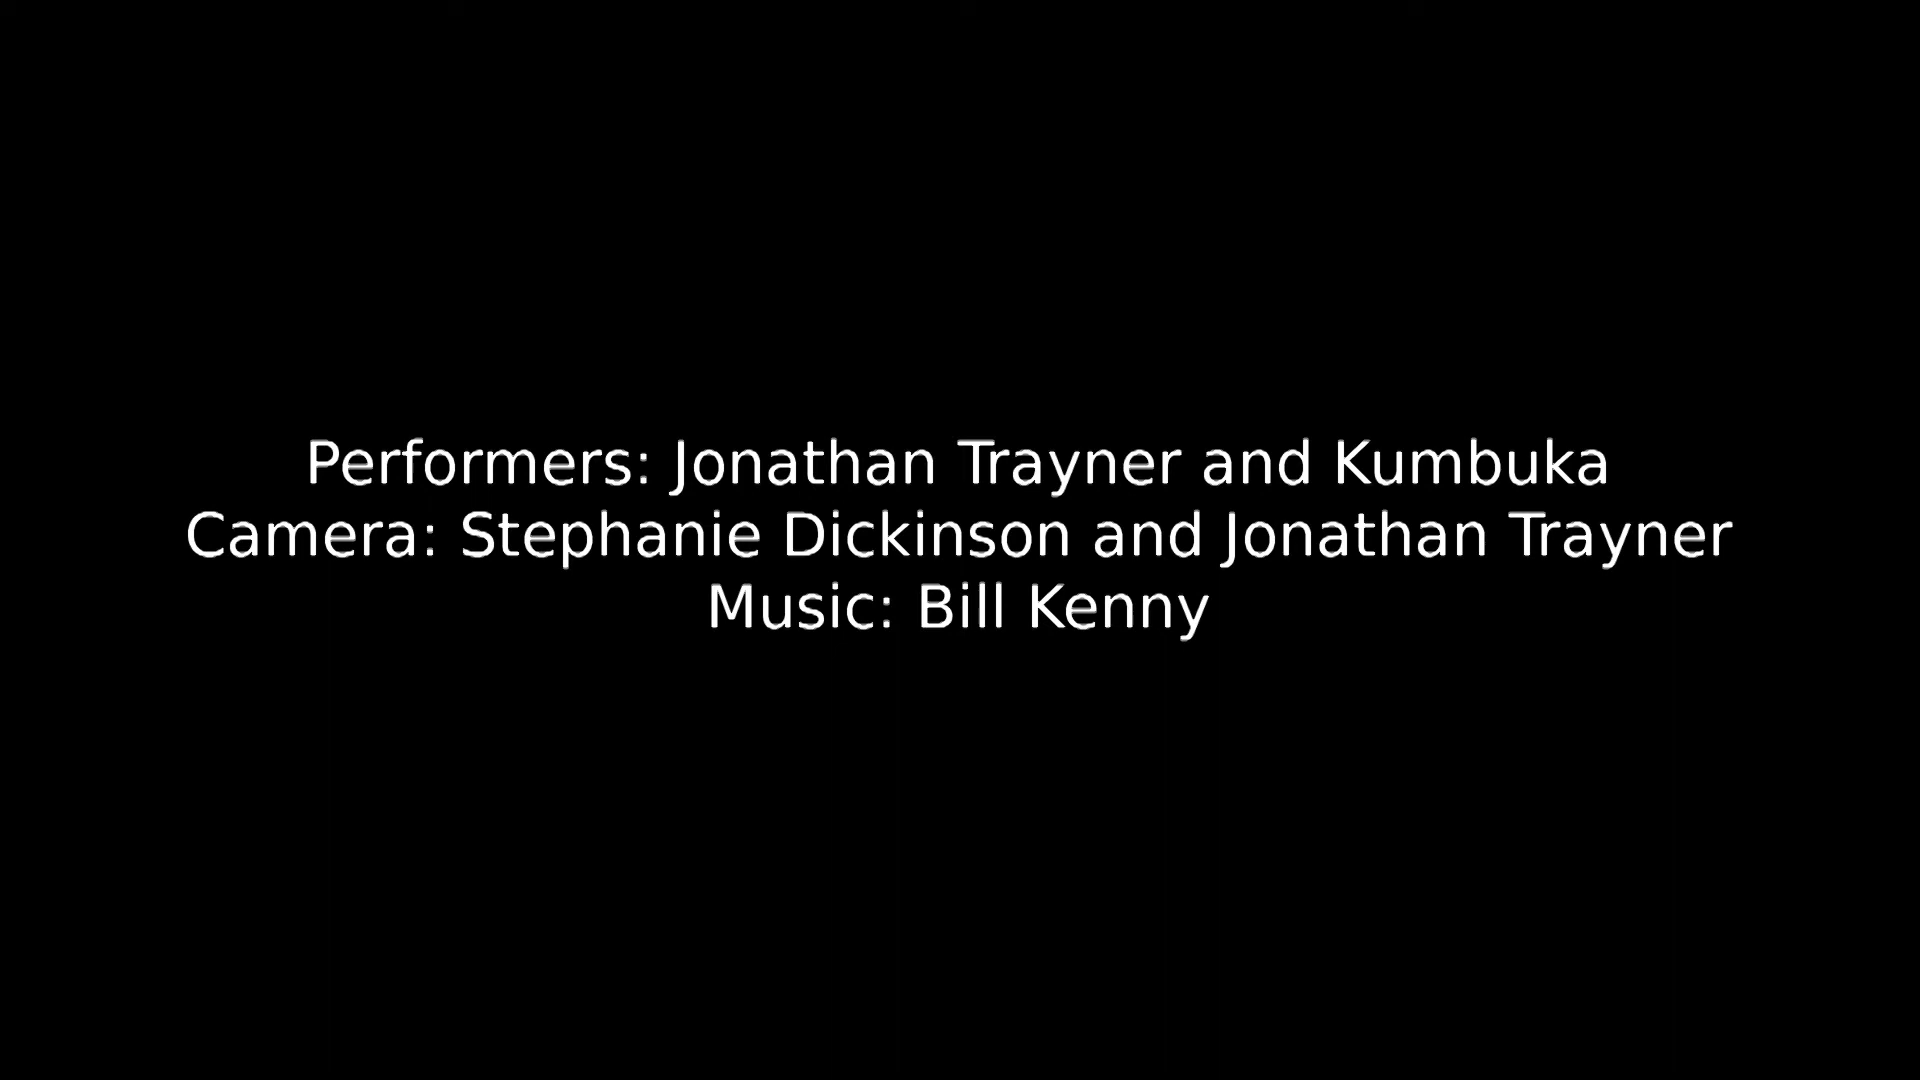 Performers: Jonathan Trayner and Kumbuka
Camera: Stephanie Dickinson and Jonathan Trayner
Music: Bill Kenny